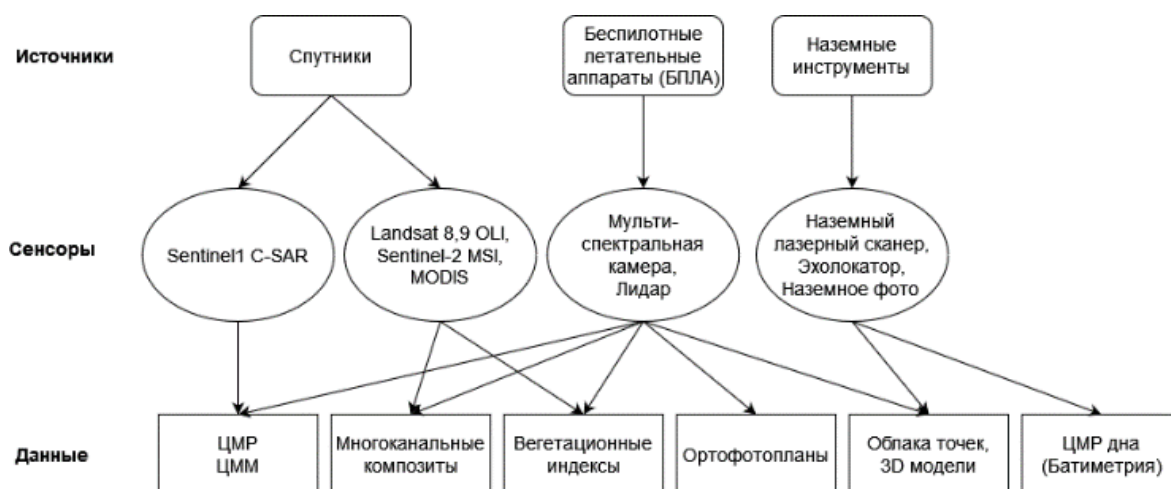 Источники
Спутники
Беспилотные
летательные
аппараты (БПЛА)
Наземные
инструменты
Сенсоры
Sentinel1 C-SAR
Landsat 8,9 OLI,
Sentinel-2 MSI,
MODIS
Мульти-
спектральная
камера,
Лидар
Наземный
лазерный сканер,
Эхолокатор,
Наземное фото
Данные
ЦМР
ЦММ
Многоканальные
композиты
Вегетационные
индексы
Ортофотопланы
Облака точек,
3D модели
ЦМР дна
(Батиметрия)